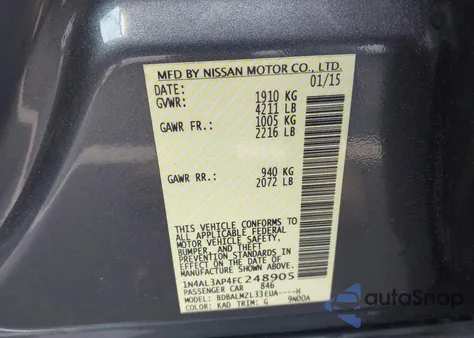 MFD BY NISSAN MOTOR CO., LTD.
DATE: 01/15
GVWR: 1910 KG
4211 LB
GAWR FR.: 1005 KG
2216 LB
GAWR RR.: 940 KG
2072 LB
THIS VEHICLE CONFORMS TO
ALL APPLICABLE FEDERAL
MOTOR VEHICLE SAFETY,
BUMPER, AND THEFT
PREVENTION STANDARDS IN
EFFECT ON THE DATE OF
MANUFACTURE SHOWN ABOVE.
1N4AL3AP4FC248905
PASSENGER CAR 846
MODEL: BDBALMZL33EUA----H
COLOR: KAD TRIM: G 9N00A
autoSnap